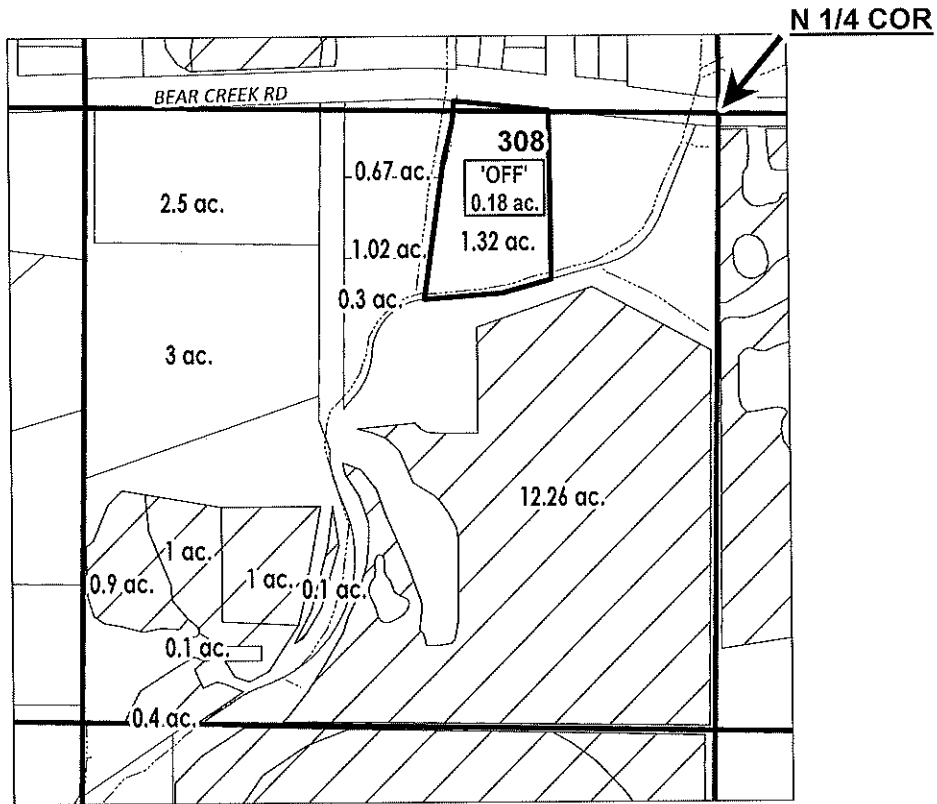 N 1/4 COR
BEAR CREEK RD
308
0.67 ac.
'OFF'
0.18 ac.
2.5 ac.
1.32 ac.
1.02 ac.
0.3 ac.
3 ac.
12.26 ac.
1 ac.
0.9 ac.
1 ac.
0.1 ac.
0.1 ac.
0.4 ac.